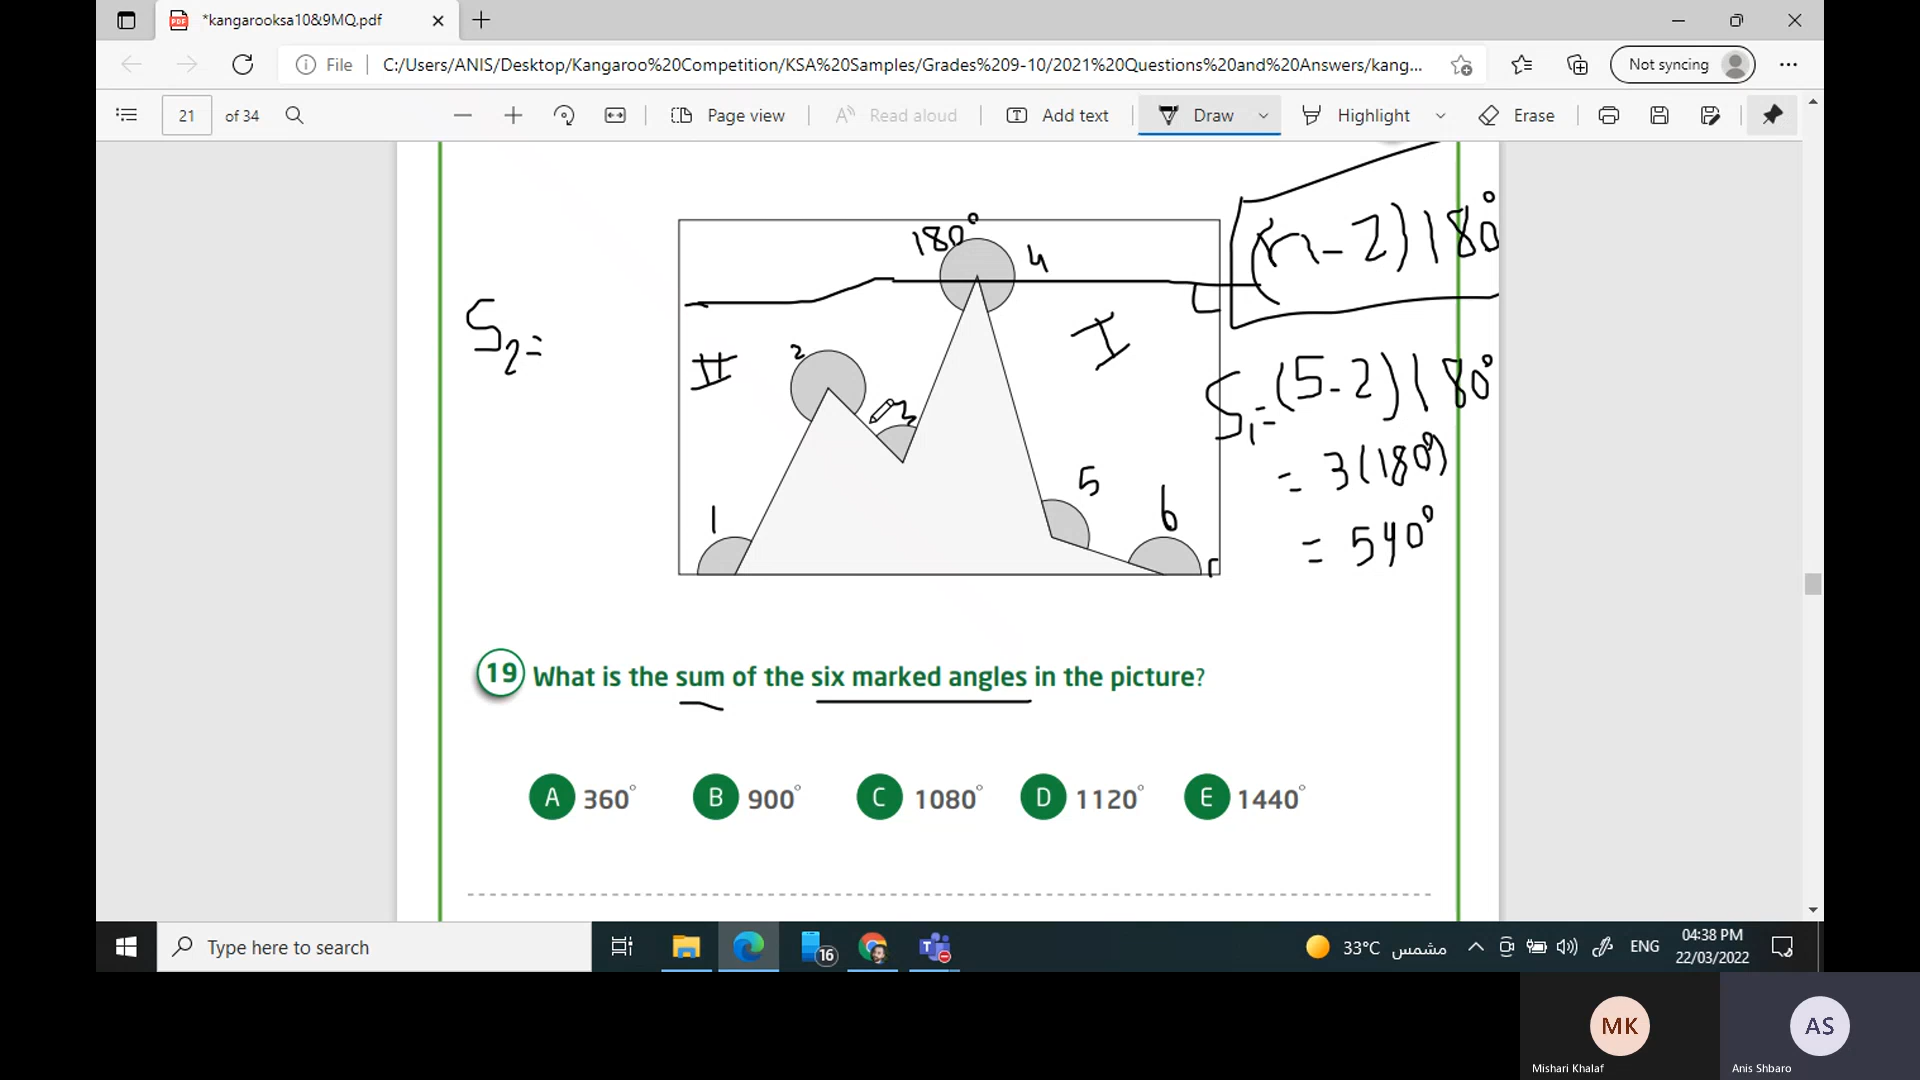 *kangarooksa10&9MQ.pdf
File
C:/Users/ANIS/Desktop/Kangaroo%20Competition/KSA%20Samples/Grades%209-10/2021%20Questions%20and%20Answers/kang...
Not syncing
21 of 34
Page view
Read aloud
Add text
Draw
Highlight
Erase
180°
4
(n-2)180°
S2=
II
2
3
I
S1=(5-2)180°
=3(180°)
=540°
1
5
6
19 What is the sum of the six marked angles in the picture?
A 360°
B 900°
C 1080°
D 1120°
E 1440°
Type here to search
16
33°C مشمس
ENG
04:38 PM
22/03/2022
MK
Mishari Khalaf
AS
Anis Shbaro